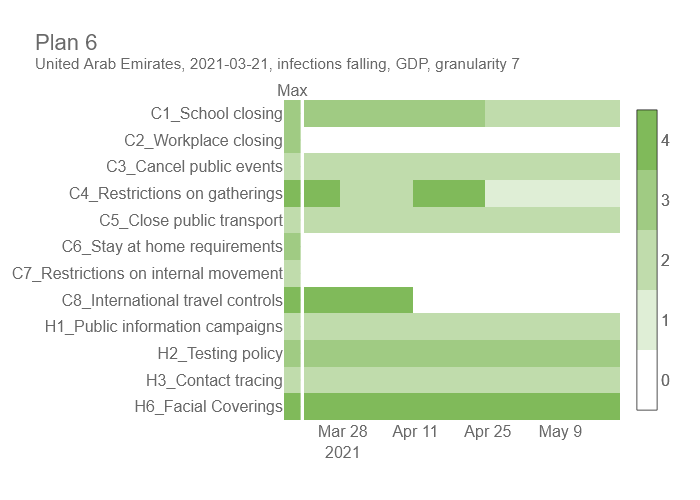 Plan 6
United Arab Emirates, 2021-03-21, infections falling, GDP, granularity 7
Max
C1_School closing
C2_Workplace closing
C3_Cancel public events
C4_Restrictions on gatherings
C5_Close public transport
C6_Stay at home requirements
C7_Restrictions on internal movement
C8_International travel controls
H1_Public information campaigns
H2_Testing policy
H3_Contact tracing
H6_Facial Coverings
Mar 28 Apr 11 Apr 25 May 9
2021
4
3
2
1
0